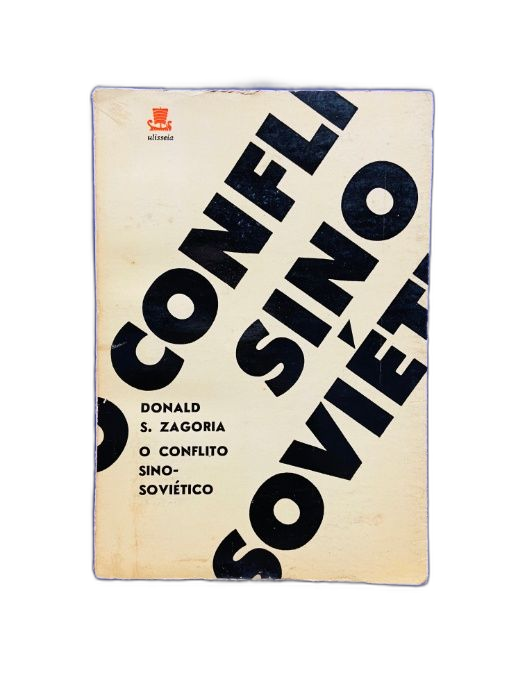 ulisseia
O CONFLI
SINO
SOVIÉT
DONALD
S. ZAGORIA
O CONFLITO
SINO-
SOVIÉTICO